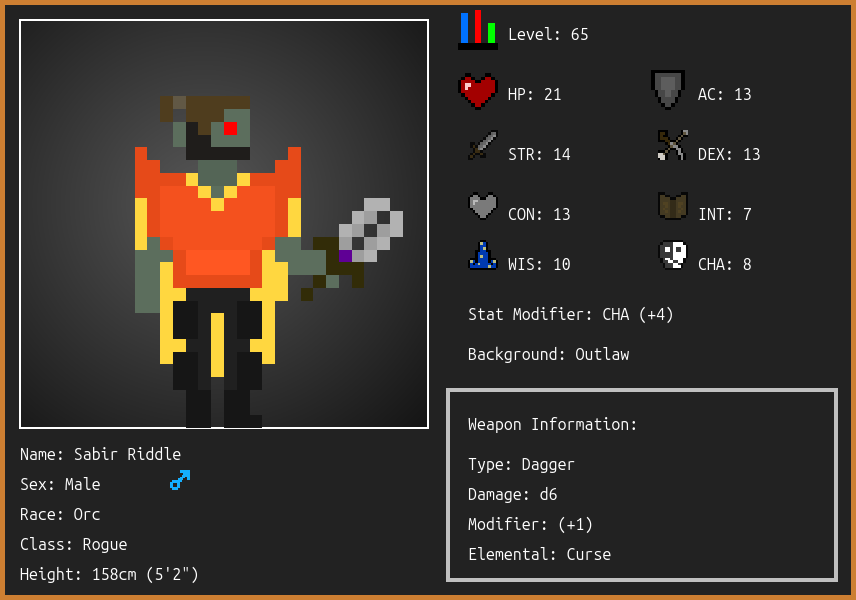 Level: 65
HP: 21
AC: 13
STR: 14
DEX: 13
CON: 13
INT: 7
WIS: 10
CHA: 8
Stat Modifier: CHA (+4)
Background: Outlaw
Weapon Information:
Type: Dagger
Damage: d6
Modifier: (+1)
Elemental: Curse
Name: Sabir Riddle
Sex: Male
Race: Orc
Class: Rogue
Height: 158cm (5'2")